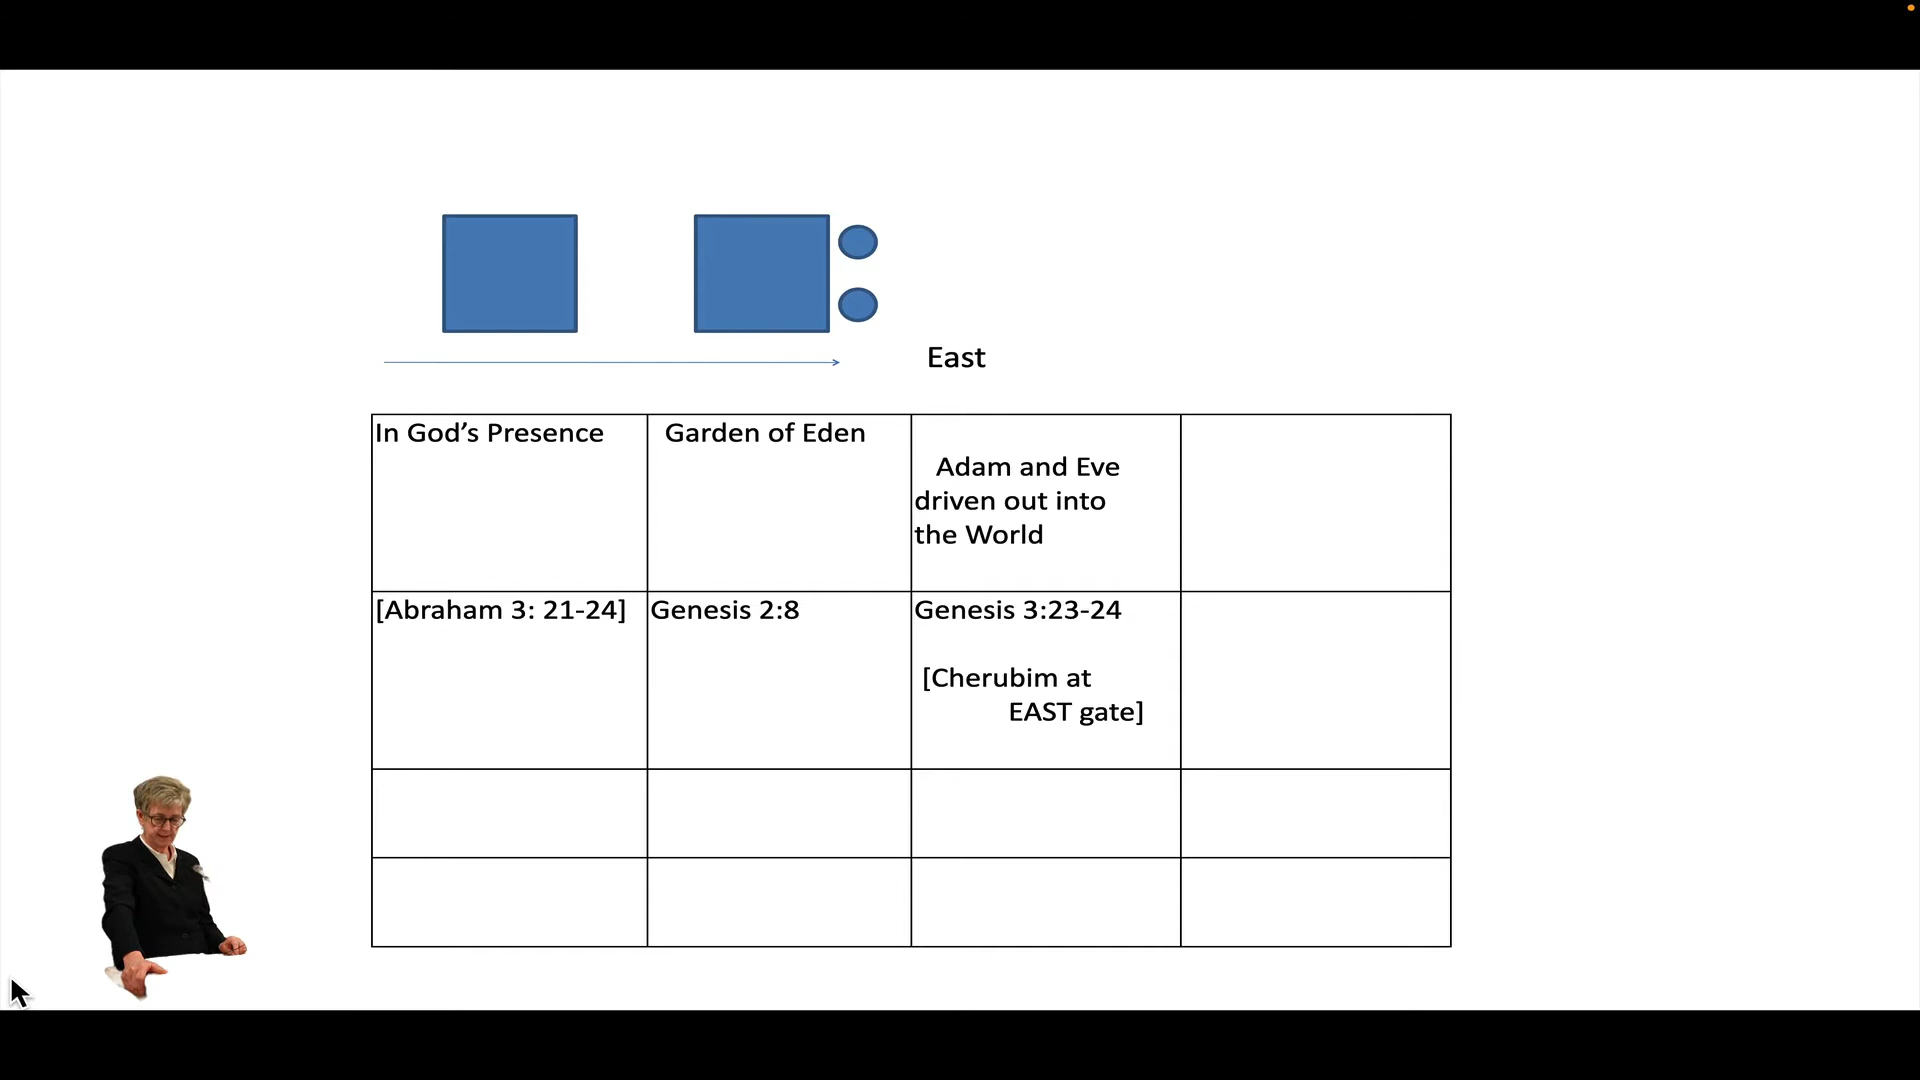 East
In God’s Presence
Garden of Eden
Adam and Eve
driven out into
the World
[Abraham 3: 21-24]
Genesis 2:8
Genesis 3:23-24
[Cherubim at
EAST gate]